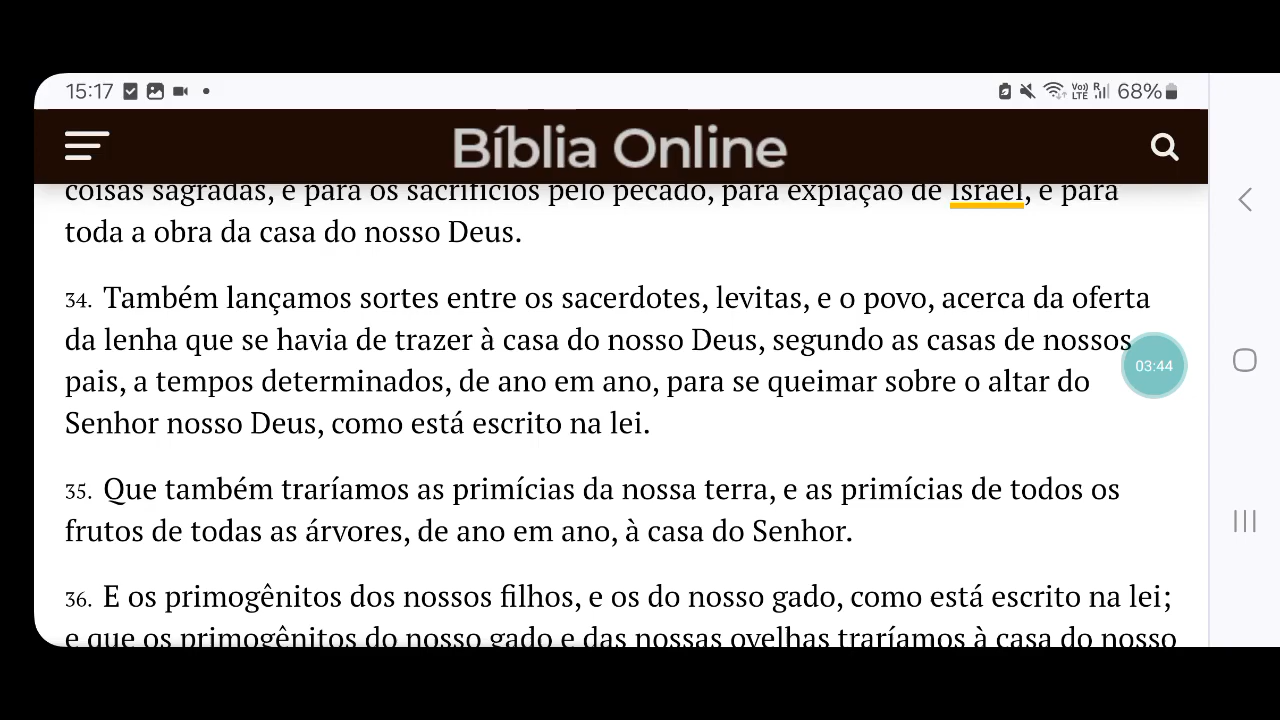 15:17
Vo)) LTE R 68%
Bíblia Online
coisas sagradas, e para os sacrifícios pelo pecado, para expiação de Israel, e para
toda a obra da casa do nosso Deus.
34. Também lançamos sortes entre os sacerdotes, levitas, e o povo, acerca da oferta
da lenha que se havia de trazer à casa do nosso Deus, segundo as casas de nossos
pais, a tempos determinados, de ano em ano, para se queimar sobre o altar do
Senhor nosso Deus, como está escrito na lei.
03:44
35. Que também traríamos as primícias da nossa terra, e as primícias de todos os
frutos de todas as árvores, de ano em ano, à casa do Senhor.
36. E os primogênitos dos nossos filhos, e os do nosso gado, como está escrito na lei;
e que os primogênitos do nosso gado e das nossas ovelhas traríamos à casa do nosso